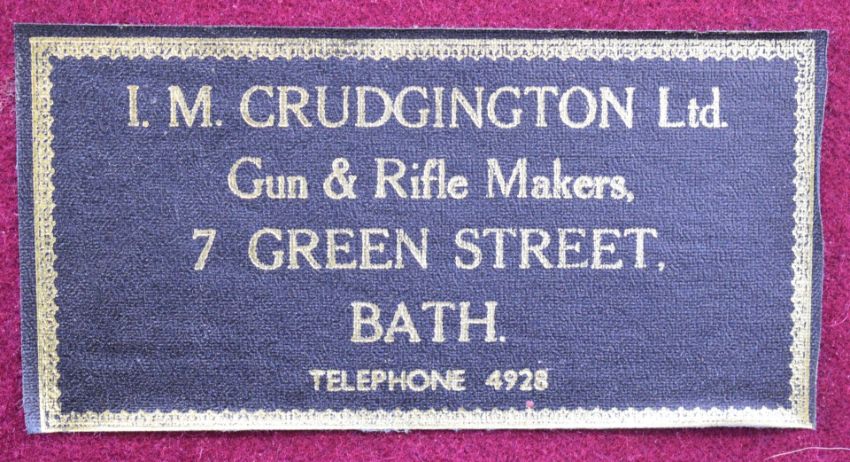 I. M. CRUDGINGTON Ltd.
Gun & Rifle Makers,
7 GREEN STREET,
BATH.
TELEPHONE 4928